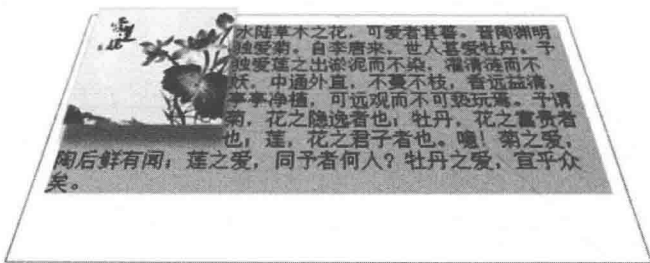 水陆草木之花，可爱者甚蕃。晋陶渊明
独爱菊。自李唐来，世人甚爱牡丹。予
独爱莲之出淤泥而不染，濯清涟而不
妖，中通外直，不蔓不枝，香远益清，
亭亭净植，可远观而不可亵玩焉。予谓
菊，花之隐逸者也；牡丹，花之富贵者
也；莲，花之君子者也。噫！菊之爱，
陶后鲜有闻；莲之爱，同予者何人？牡丹之爱，宜乎众
矣。